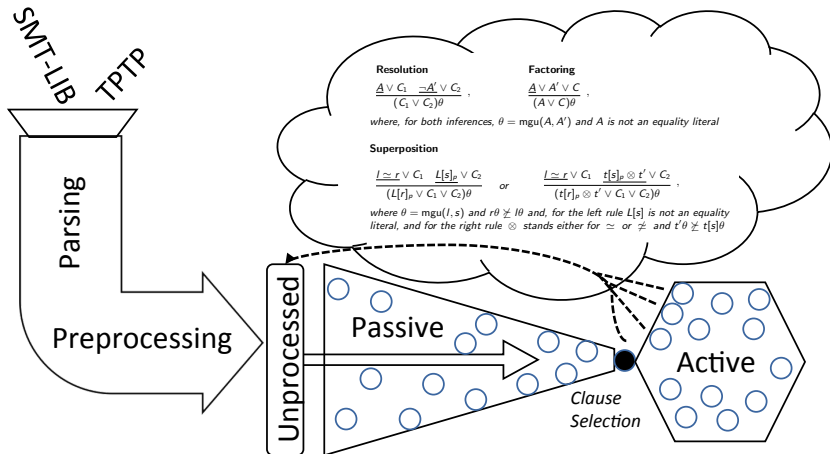 SMT-LIB
TPTP
Parsing
Preprocessing
Resolution
A ∨ C₁ ¬A′ ∨ C₂
(C₁ ∨ C₂)θ ,
Factoring
A ∨ A′ ∨ C
(A ∨ C)θ ,
where, for both inferences, θ = mgu(A, A′) and A is not an equality literal
Superposition
l ≃ r ∨ C₁ L[s]ₚ ∨ C₂
(L[r]ₚ ∨ C₁ ∨ C₂)θ
or
l ≃ r ∨ C₁ t[s]ₚ ⊗ t′ ∨ C₂
(t[r]ₚ ⊗ t′ ∨ C₁ ∨ C₂)θ ,
where θ = mgu(l, s) and rθ ⋡ lθ and, for the left rule L[s] is not an equality
literal, and for the right rule ⊗ stands either for ≃ or ≄ and t′θ ⋡ t[s]θ
Unprocessed
Passive
Clause
Selection
Active